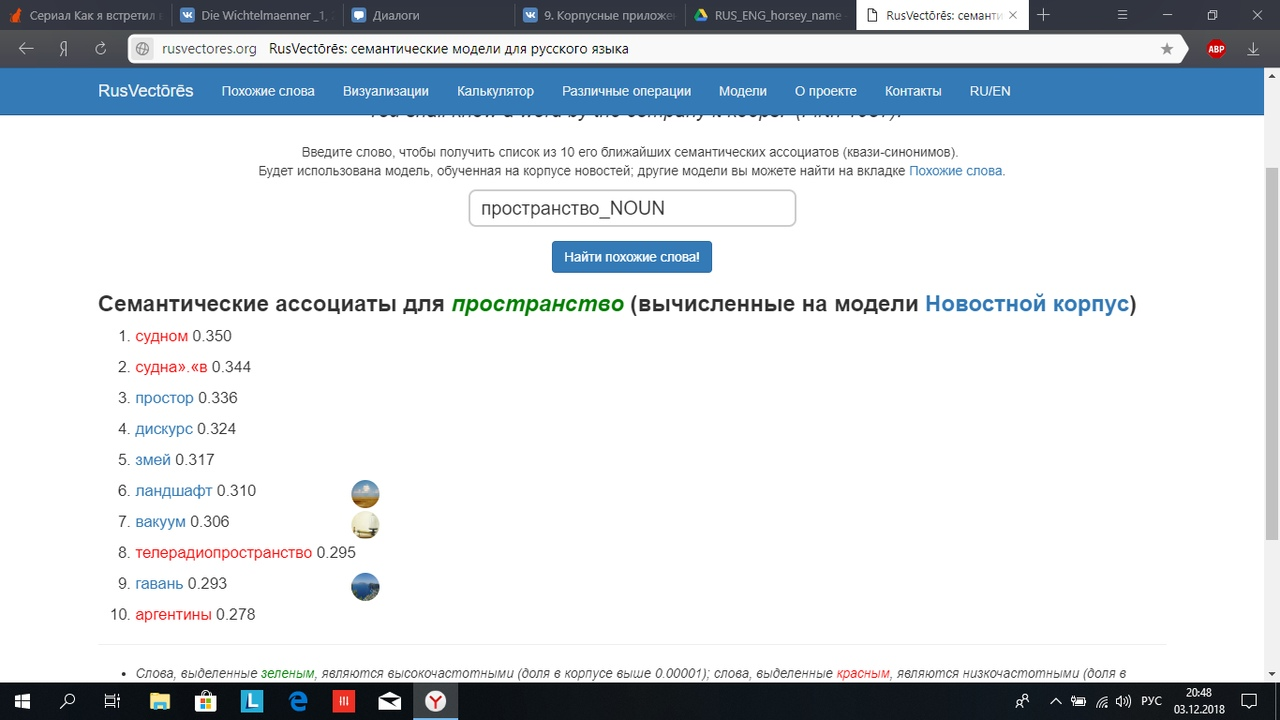 Сериал Как я встретил в
Die Wichtelmaenner _1,
Диалоги
9. Корпусные приложе
RUS_ENG_horsey_name
RusVectōrēs: семанти
Я rusvectores.org RusVectōrēs: семантические модели для русского языка ABP
RusVectōrēs Похожие слова Визуализации Калькулятор Различные операции Модели О проекте Контакты RU/EN
Введите слово, чтобы получить список из 10 его ближайших семантических ассоциатов (квази-синонимов).
Будет использована модель, обученная на корпусе новостей; другие модели вы можете найти на вкладке Похожие слова.
пространство_NOUN
Найти похожие слова!
Семантические ассоциаты для пространство (вычисленные на модели Новостной корпус)
1. судном 0.350
2. судна».«в 0.344
3. простор 0.336
4. дискурс 0.324
5. змей 0.317
6. ландшафт 0.310
7. вакуум 0.306
8. телерадиопространство 0.295
9. гавань 0.293
10. аргентины 0.278
• Слова, выделенные зеленым, являются высокочастотными (доля в корпусе выше 0.00001); слова, выделенные красным, являются низкочастотными (доля в
L
Y
РУС
20:48
03.12.2018